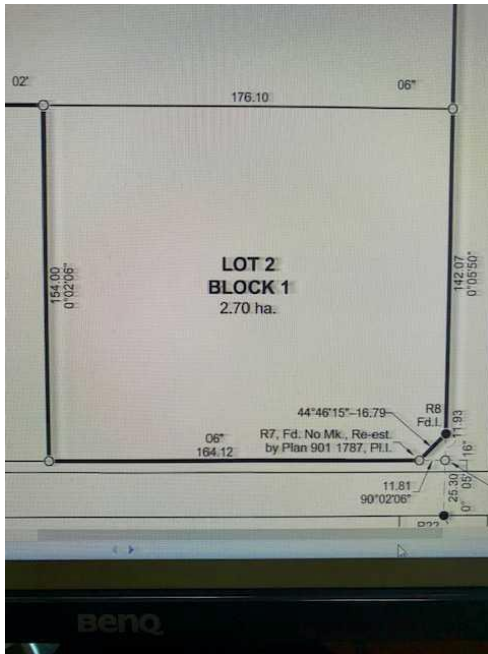 02'
06"
176.10
154.00
0°02'06"
LOT 2
BLOCK 1
2.70 ha.
142.07
0°05'50"
44°46'15"–16.79
R8
Fd.I.
11.93
06"
164.12
R7, Fd. No Mk., Re-est.
by Plan 901 1787, Pl.I.
11.81
90°02'06"
25.30
0° 05' 16"
BenQ